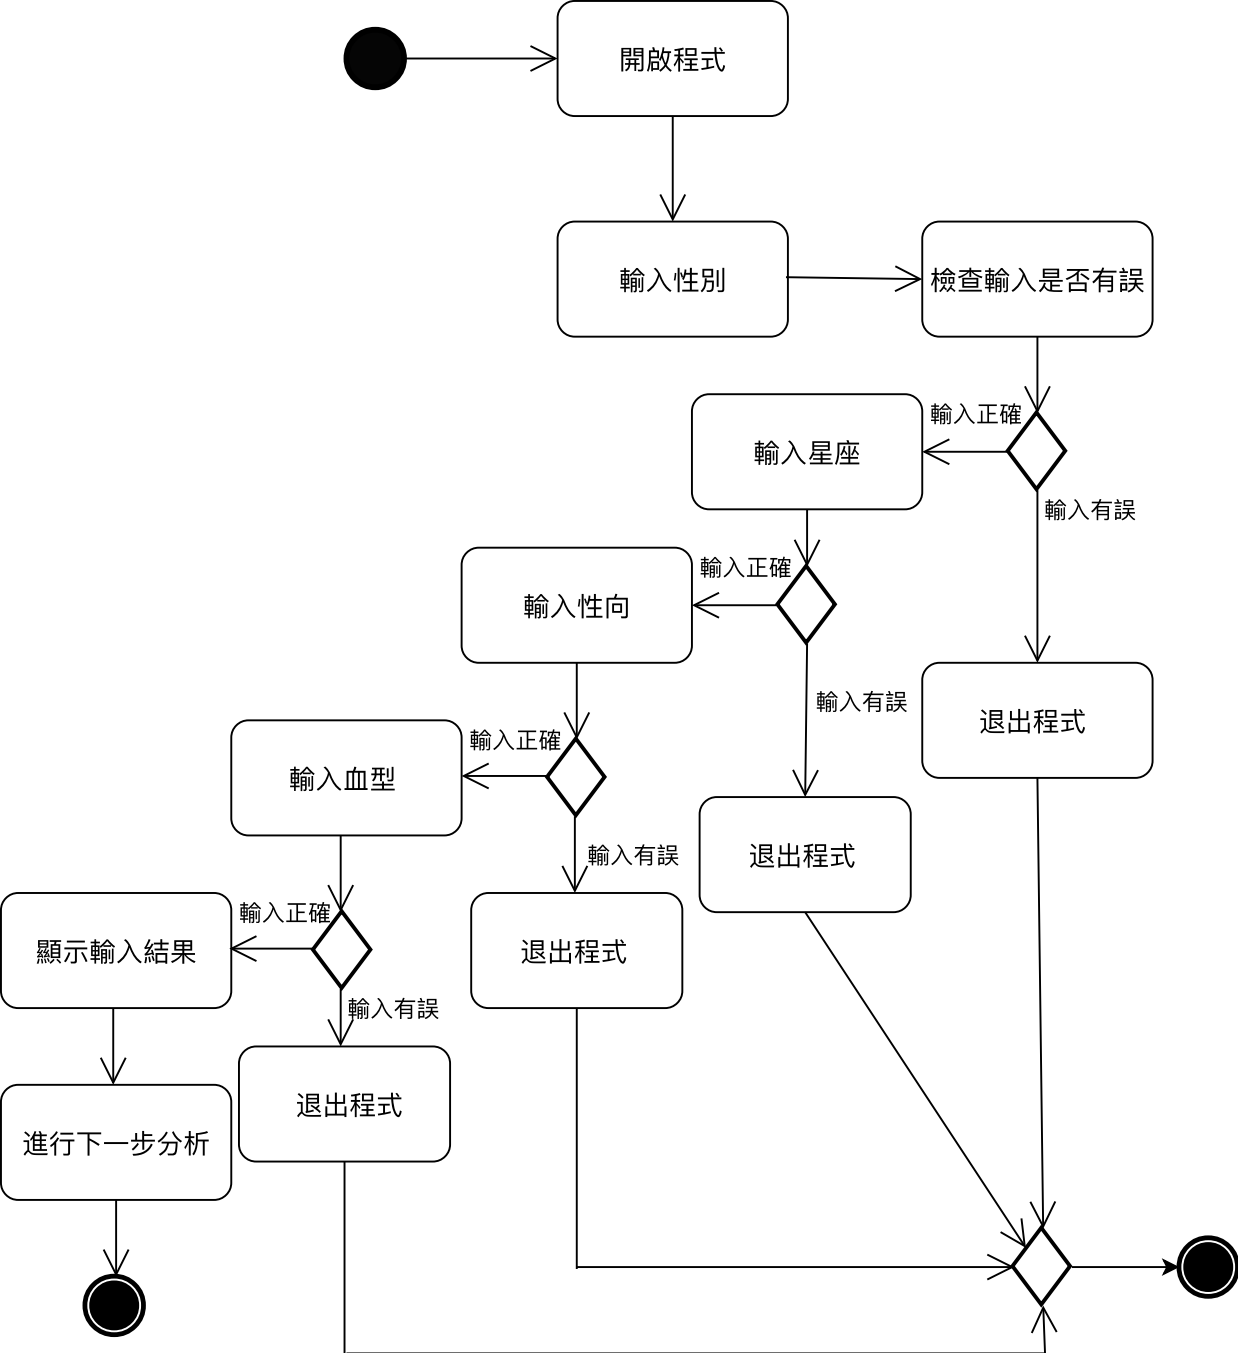 開啟程式
輸入性別
檢查輸入是否有誤
輸入正確
輸入星座
輸入有誤
輸入正確
輸入性向
輸入有誤
退出程式
輸入正確
輸入血型
輸入有誤
退出程式
輸入正確
顯示輸入結果
退出程式
輸入有誤
退出程式
進行下一步分析